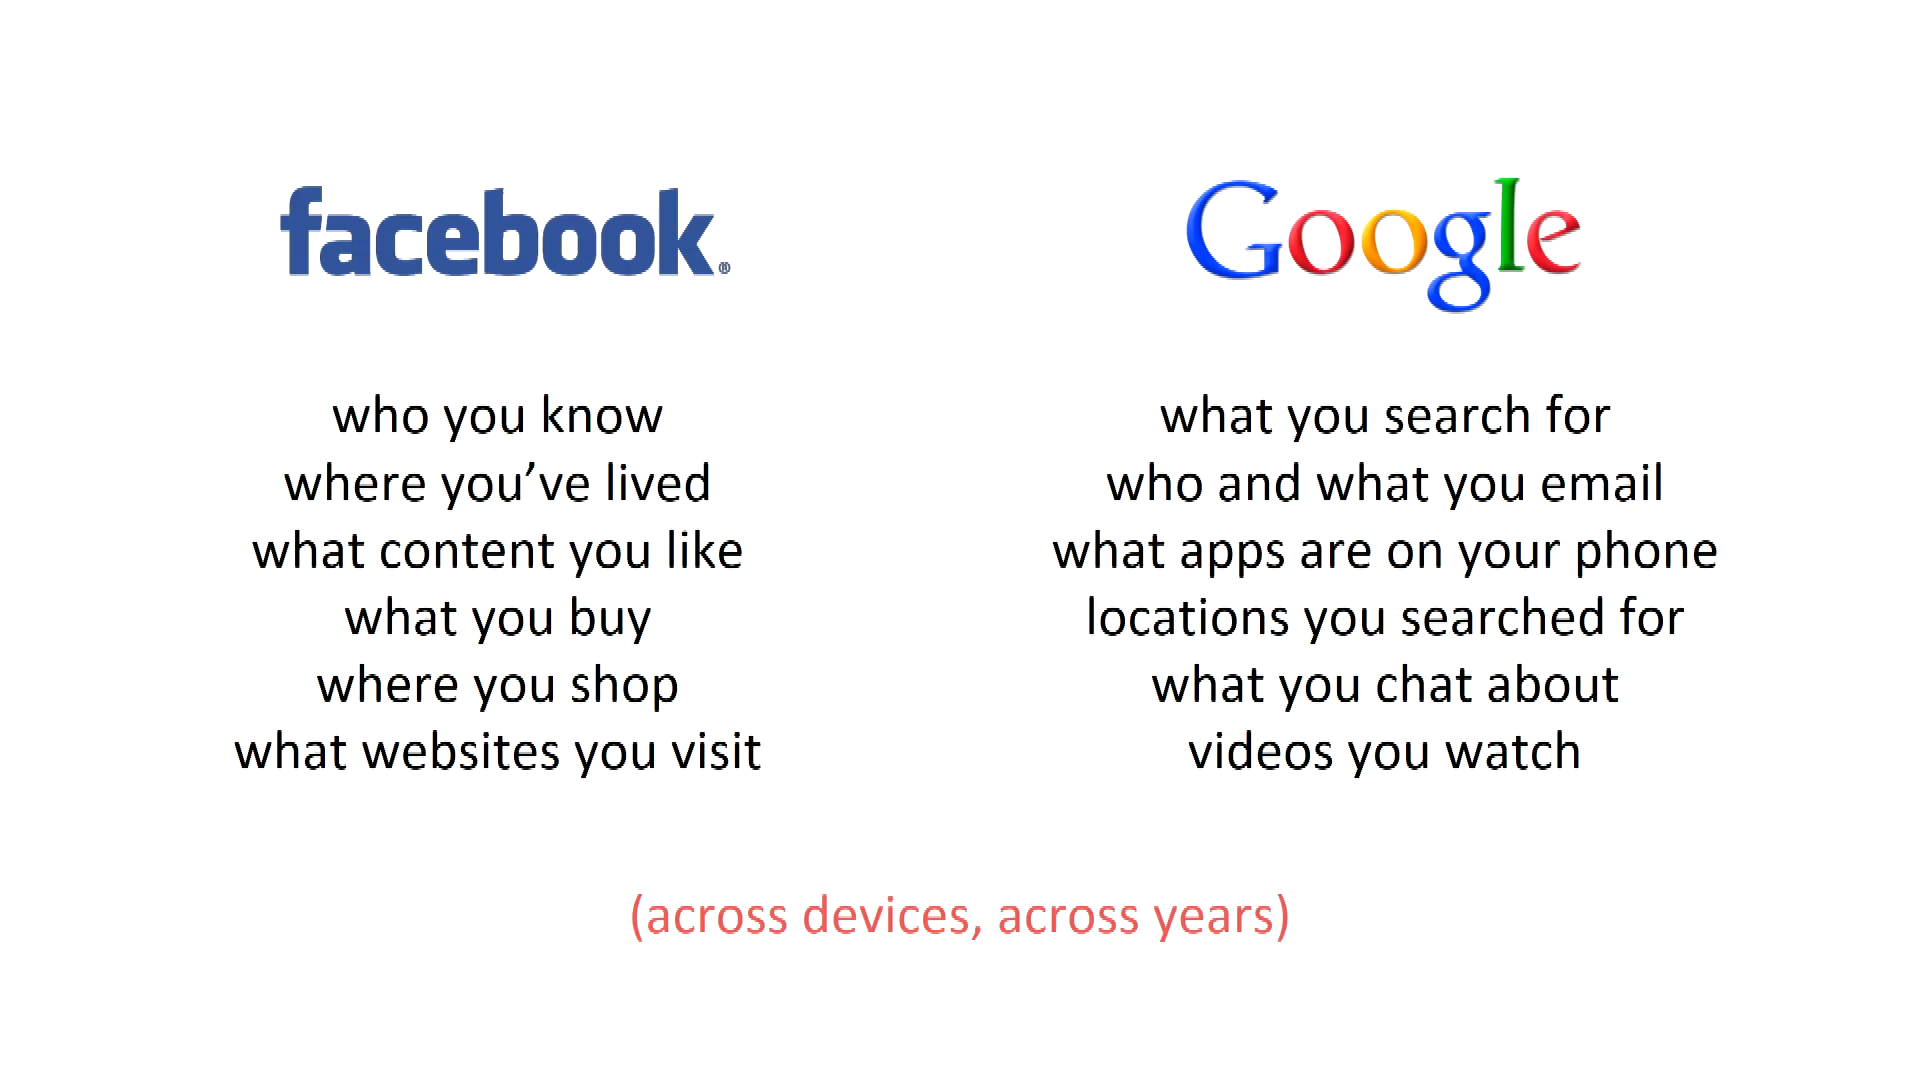 facebook®
who you know
where you’ve lived
what content you like
what you buy
where you shop
what websites you visit
Google
what you search for
who and what you email
what apps are on your phone
locations you searched for
what you chat about
videos you watch
(across devices, across years)